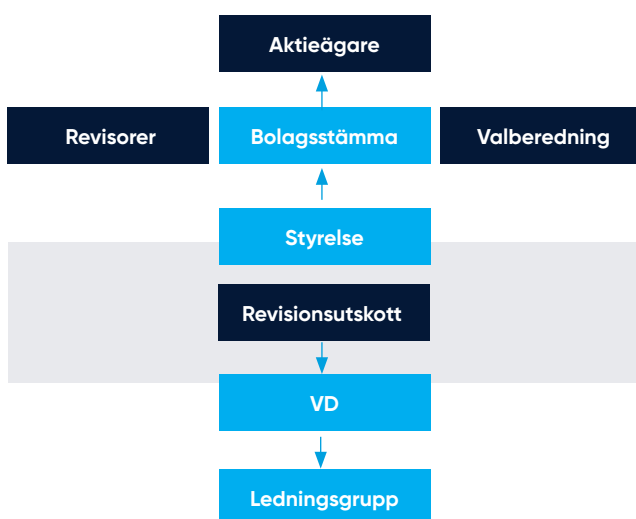 Aktieägare
Revisorer
Bolagsstämma
Valberedning
Styrelse
Revisionsutskott
VD
Ledningsgrupp